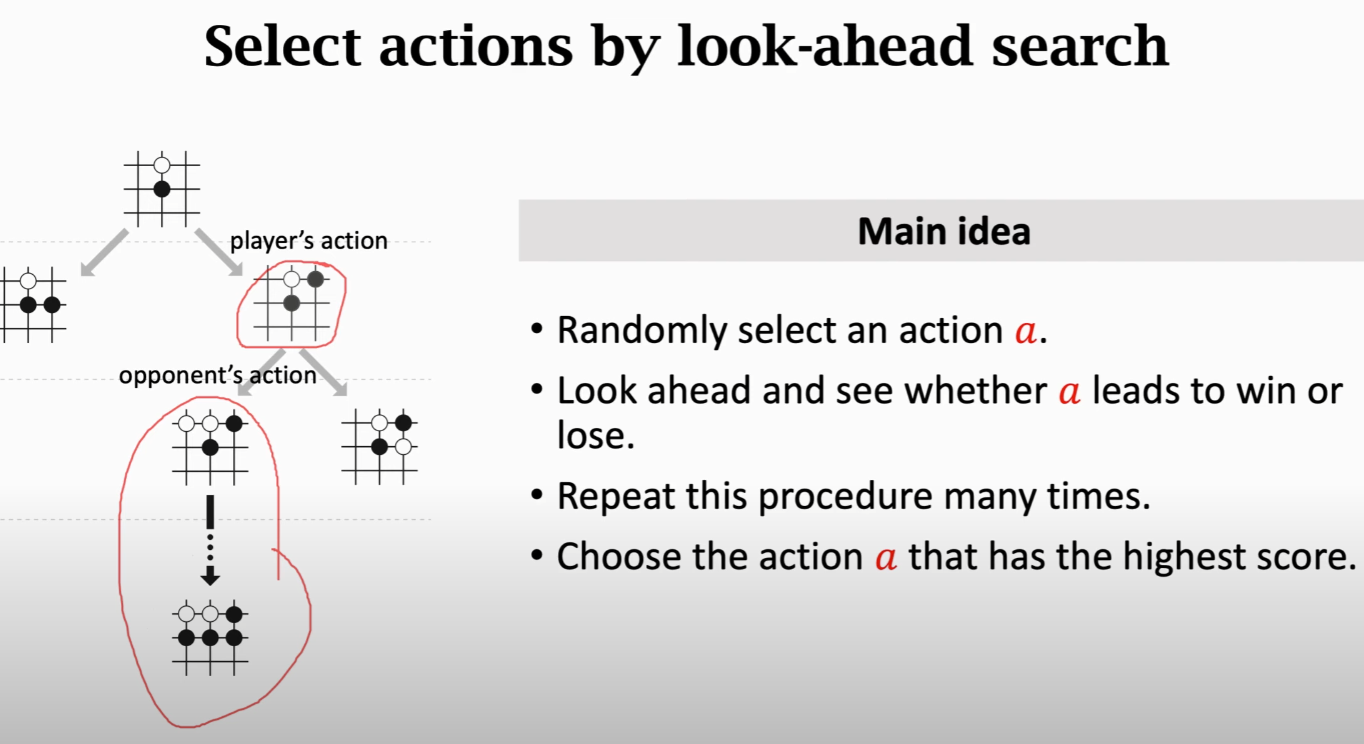 Select actions by look-ahead search
player's action
opponent's action
Main idea
• Randomly select an action a.
• Look ahead and see whether a leads to win or
lose.
• Repeat this procedure many times.
• Choose the action a that has the highest score.